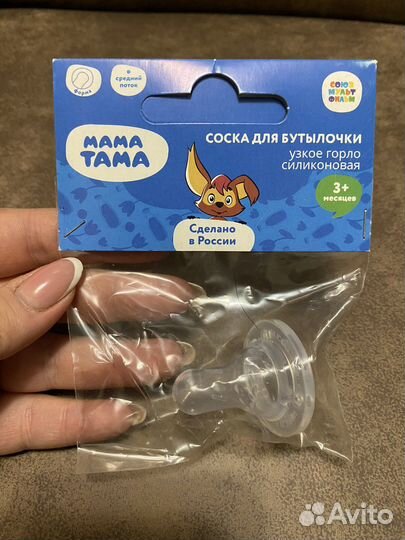 Форма
средний
поток
СОЮЗ
МУЛЬТ
ФИЛЬМ
МАМА
ТАМА
СОСКА ДЛЯ БУТЫЛОЧКИ
узкое горло
силиконовая
3+
месяцев
Сделано
в России
Avito